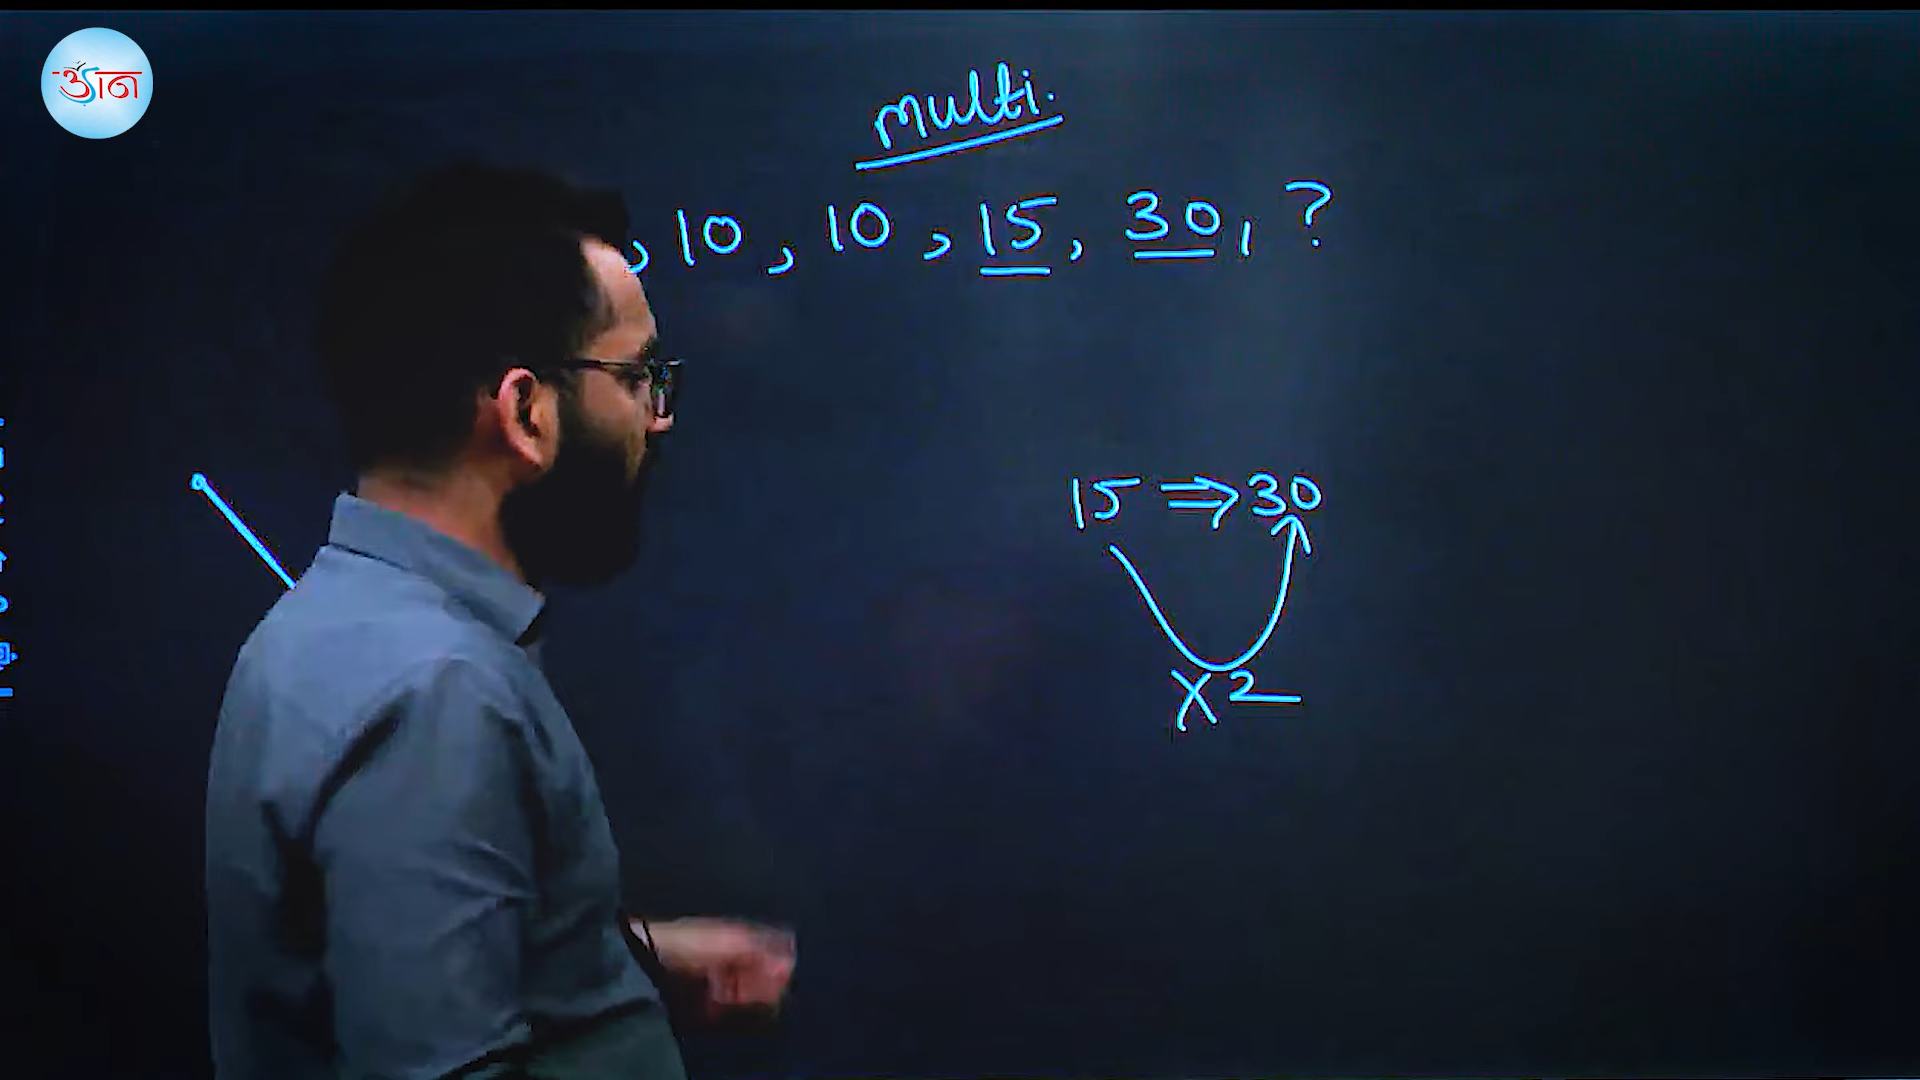 ज्ञान
multi.
, 10 , 10 , 15 , 30 , ?
15 ⇒ 30
x 2